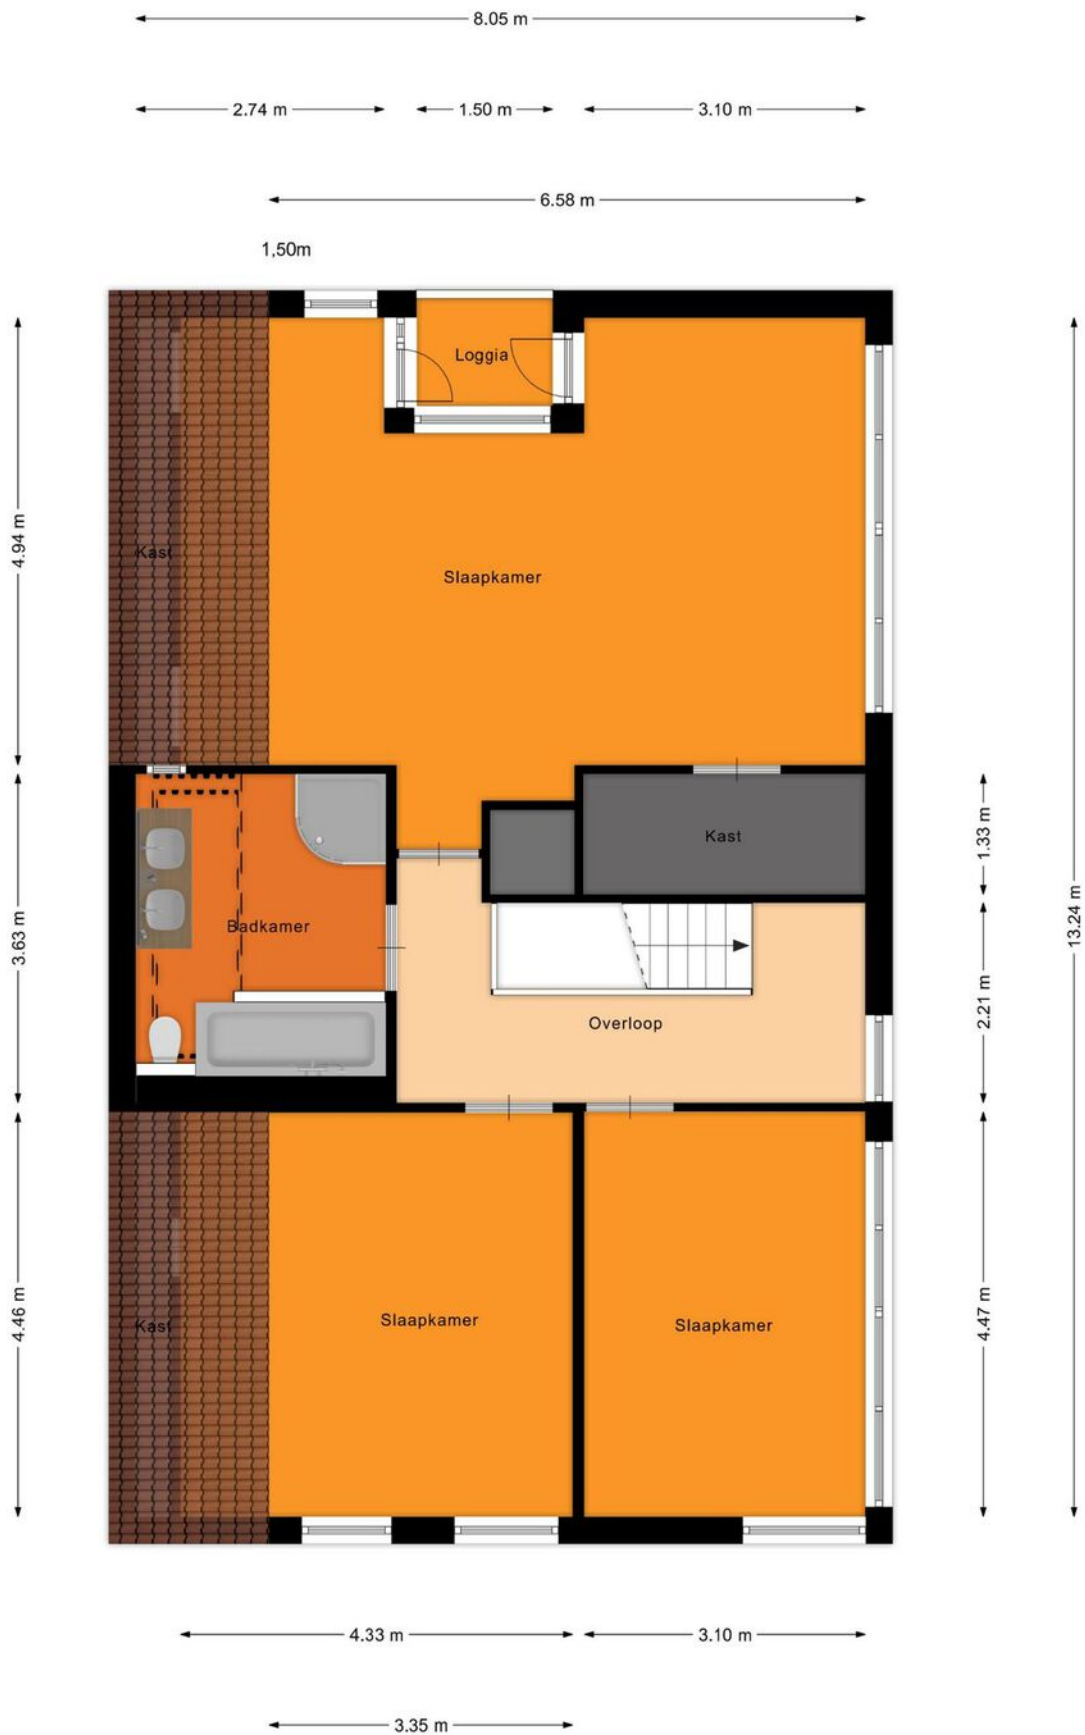 8.05 m
2.74 m
1.50 m
3.10 m
6.58 m
1,50m
Loggia
4.94 m
Kast
Slaapkamer
Kast
1.33 m
13.24 m
3.63 m
Badkamer
2.21 m
Overloop
4.46 m
Kast
Slaapkamer
Slaapkamer
4.47 m
4.33 m
3.10 m
3.35 m